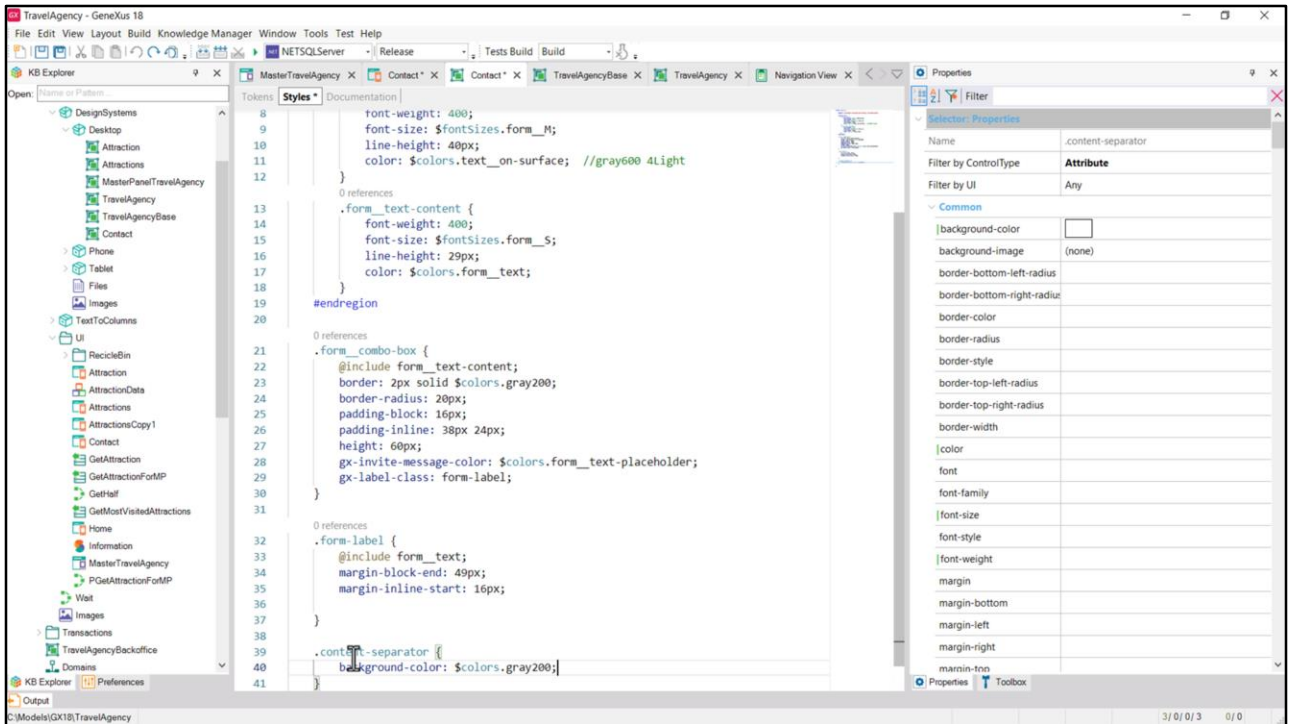 GX TravelAgency - GeneXus 18
File Edit View Layout Build Knowledge Manager Window Tools Test Help
NETSQLServer Release Tests Build Build
KB Explorer
MasterTravelAgency X Contact * X Contact * X TravelAgencyBase X TravelAgency X Navigation View X
Properties
Open: Name or Pattern...
Tokens Styles * Documentation
Filter
DesignSystems
Desktop
Attraction
Attractions
MasterPanelTravelAgency
TravelAgency
TravelAgencyBase
Contact
Phone
Tablet
Files
Images
TextToColumns
UI
RecicleBin
Attraction
AttractionData
Attractions
AttractionsCopy1
Contact
GetAttraction
GetAttractionForMP
GetHalf
GetMostVisitedAttractions
Home
Information
MasterTravelAgency
PGetAttractionForMP
Wait
Images
Transactions
TravelAgencyBackoffice
Domains
KB Explorer Preferences
8 font-weight: 400;
9 font-size: $fontSizes.form__M;
10 line-height: 40px;
11 color: $colors.text__on-surface; //gray600 4Light
12 }
0 references
13 .form__text-content {
14 font-weight: 400;
15 font-size: $fontSizes.form__S;
16 line-height: 29px;
17 color: $colors.form__text;
18 }
19 #endregion
20
0 references
21 .form__combo-box {
22 @include form__text-content;
23 border: 2px solid $colors.gray200;
24 border-radius: 20px;
25 padding-block: 16px;
26 padding-inline: 38px 24px;
27 height: 60px;
28 gx-invite-message-color: $colors.form__text-placeholder;
29 gx-label-class: form-label;
30 }
31
0 references
32 .form-label {
33 @include form__text;
34 margin-block-end: 49px;
35 margin-inline-start: 16px;
36
37 }
38
39 .content-separator {
40 background-color: $colors.gray200;
41 }
Selector: Properties
Name .content-separator
Filter by ControlType Attribute
Filter by UI Any
Common
background-color
background-image (none)
border-bottom-left-radius
border-bottom-right-radius
border-color
border-radius
border-style
border-top-left-radius
border-top-right-radius
border-width
color
font
font-family
font-size
font-style
font-weight
margin
margin-bottom
margin-left
margin-right
margin-top
Properties Toolbox
Output
C:\Models\GX18\TravelAgency
3/0/0/3 0/0